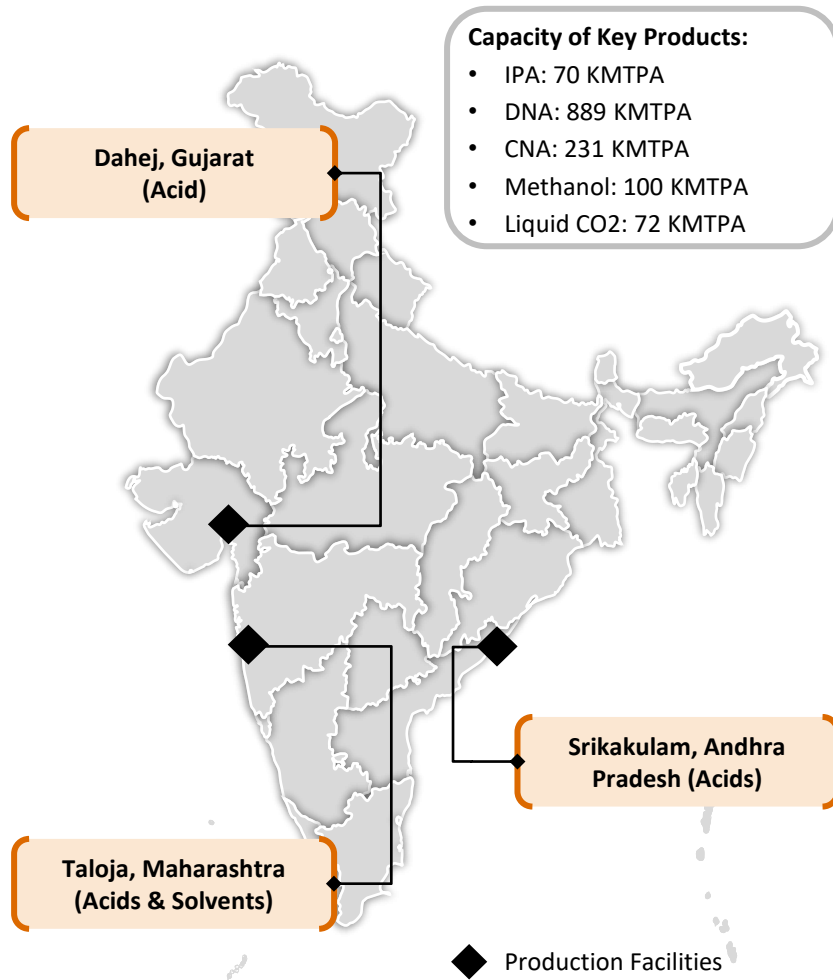 Capacity of Key Products:
• IPA: 70 KMTPA
• DNA: 889 KMTPA
• CNA: 231 KMTPA
• Methanol: 100 KMTPA
• Liquid CO2: 72 KMTPA
Dahej, Gujarat
(Acid)
Srikakulam, Andhra
Pradesh (Acids)
Taloja, Maharashtra
(Acids & Solvents)
Production Facilities